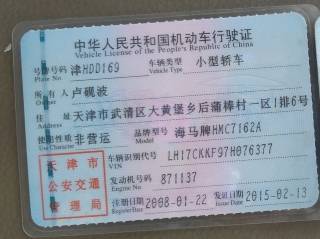 中华人民共和国机动车行驶证
Vehicle License of the People's Republic of China
号牌号码 津HDD169 车辆类型 小型轿车
Plate No. Vehicle Type
所有人 卢砚波
Owner
住址 天津市武清区大黄堡乡后蒲棒村一区1排6号
Address
使用性质 非营运 品牌型号 海马牌HMC7162A
Use Character Model
天津市 车辆识别代号 LH17CKKF97H076377
VIN
公安交通 发动机号码 871137
Engine No.
管理局 注册日期 2008-01-22 发证日期 2015-02-13
Register Date Issue Date